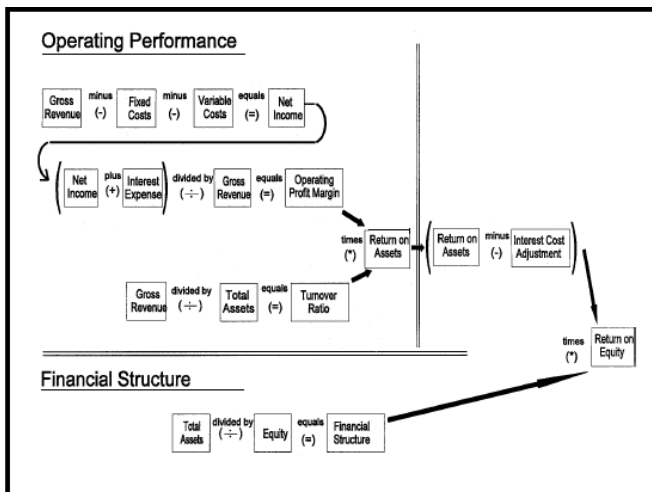 Operating Performance
Gross Revenue minus (-) Fixed Costs minus (-) Variable Costs equals (=) Net Income
( Net Income plus (+) Interest Expense ) divided by (÷) Gross Revenue equals (=) Operating Profit Margin
times (*) Return on Assets ( Return on Assets minus (-) Interest Cost Adjustment )
Gross Revenue divided by (÷) Total Assets equals (=) Turnover Ratio
times (*) Return on Equity
Financial Structure
Total Assets divided by (÷) Equity equals (=) Financial Structure